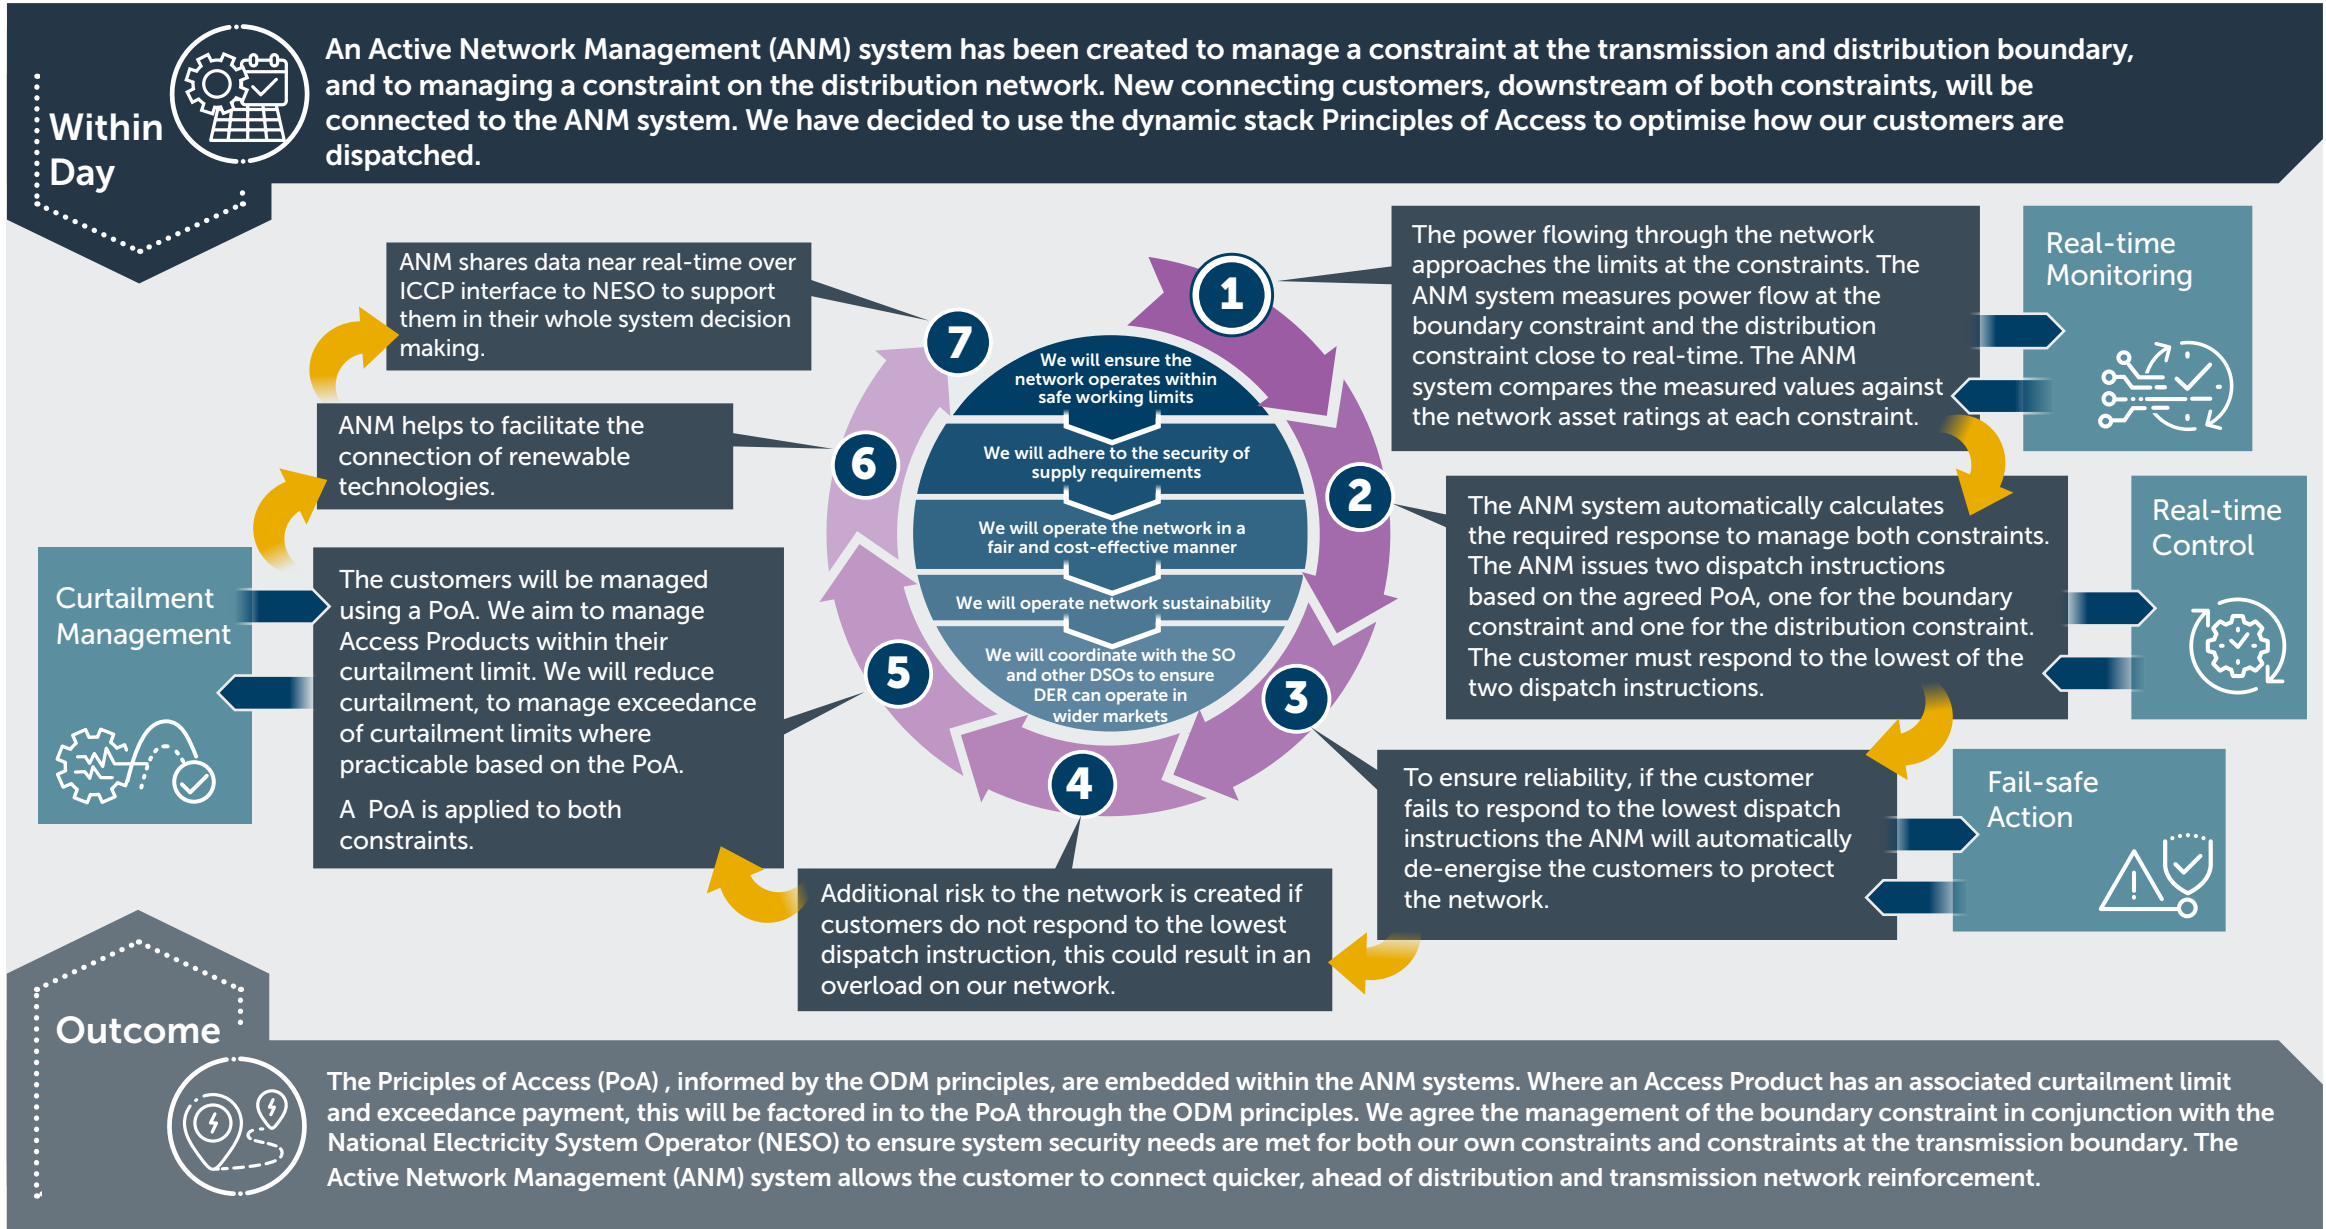 Within
Day
An Active Network Management (ANM) system has been created to manage a constraint at the transmission and distribution boundary,
and to managing a constraint on the distribution network. New connecting customers, downstream of both constraints, will be
connected to the ANM system. We have decided to use the dynamic stack Principles of Access to optimise how our customers are
dispatched.
1
The power flowing through the network
approaches the limits at the constraints. The
ANM system measures power flow at the
boundary constraint and the distribution
constraint close to real-time. The ANM
system compares the measured values against
the network asset ratings at each constraint.
Real-time
Monitoring
2
The ANM system automatically calculates
the required response to manage both constraints.
The ANM issues two dispatch instructions
based on the agreed PoA, one for the boundary
constraint and one for the distribution constraint.
The customer must respond to the lowest of the
two dispatch instructions.
Real-time
Control
3
To ensure reliability, if the customer
fails to respond to the lowest dispatch
instructions the ANM will automatically
de-energise the customers to protect
the network.
Fail-safe
Action
4
Additional risk to the network is created if
customers do not respond to the lowest
dispatch instruction, this could result in an
overload on our network.
5
The customers will be managed
using a PoA. We aim to manage
Access Products within their
curtailment limit. We will reduce
curtailment, to manage exceedance
of curtailment limits where
practicable based on the PoA.
A PoA is applied to both
constraints.
Curtailment
Management
6
ANM helps to facilitate the
connection of renewable
technologies.
7
ANM shares data near real-time over
ICCP interface to NESO to support
them in their whole system decision
making.
We will ensure the
network operates within
safe working limits
We will adhere to the security of
supply requirements
We will operate the network in a
fair and cost-effective manner
We will operate network sustainability
We will coordinate with the SO
and other DSOs to ensure
DER can operate in
wider markets
Outcome
The Priciples of Access (PoA) , informed by the ODM principles, are embedded within the ANM systems. Where an Access Product has an associated curtailment limit
and exceedance payment, this will be factored in to the PoA through the ODM principles. We agree the management of the boundary constraint in conjunction with the
National Electricity System Operator (NESO) to ensure system security needs are met for both our own constraints and constraints at the transmission boundary. The
Active Network Management (ANM) system allows the customer to connect quicker, ahead of distribution and transmission network reinforcement.